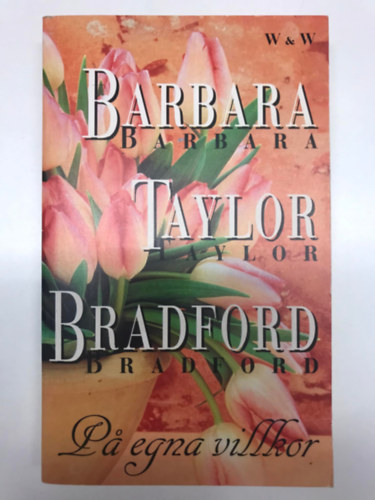 W & W
BARBARA
BARBARA
TAYLOR
TAYLOR
BRADFORD
BRADFORD
På egna villkor